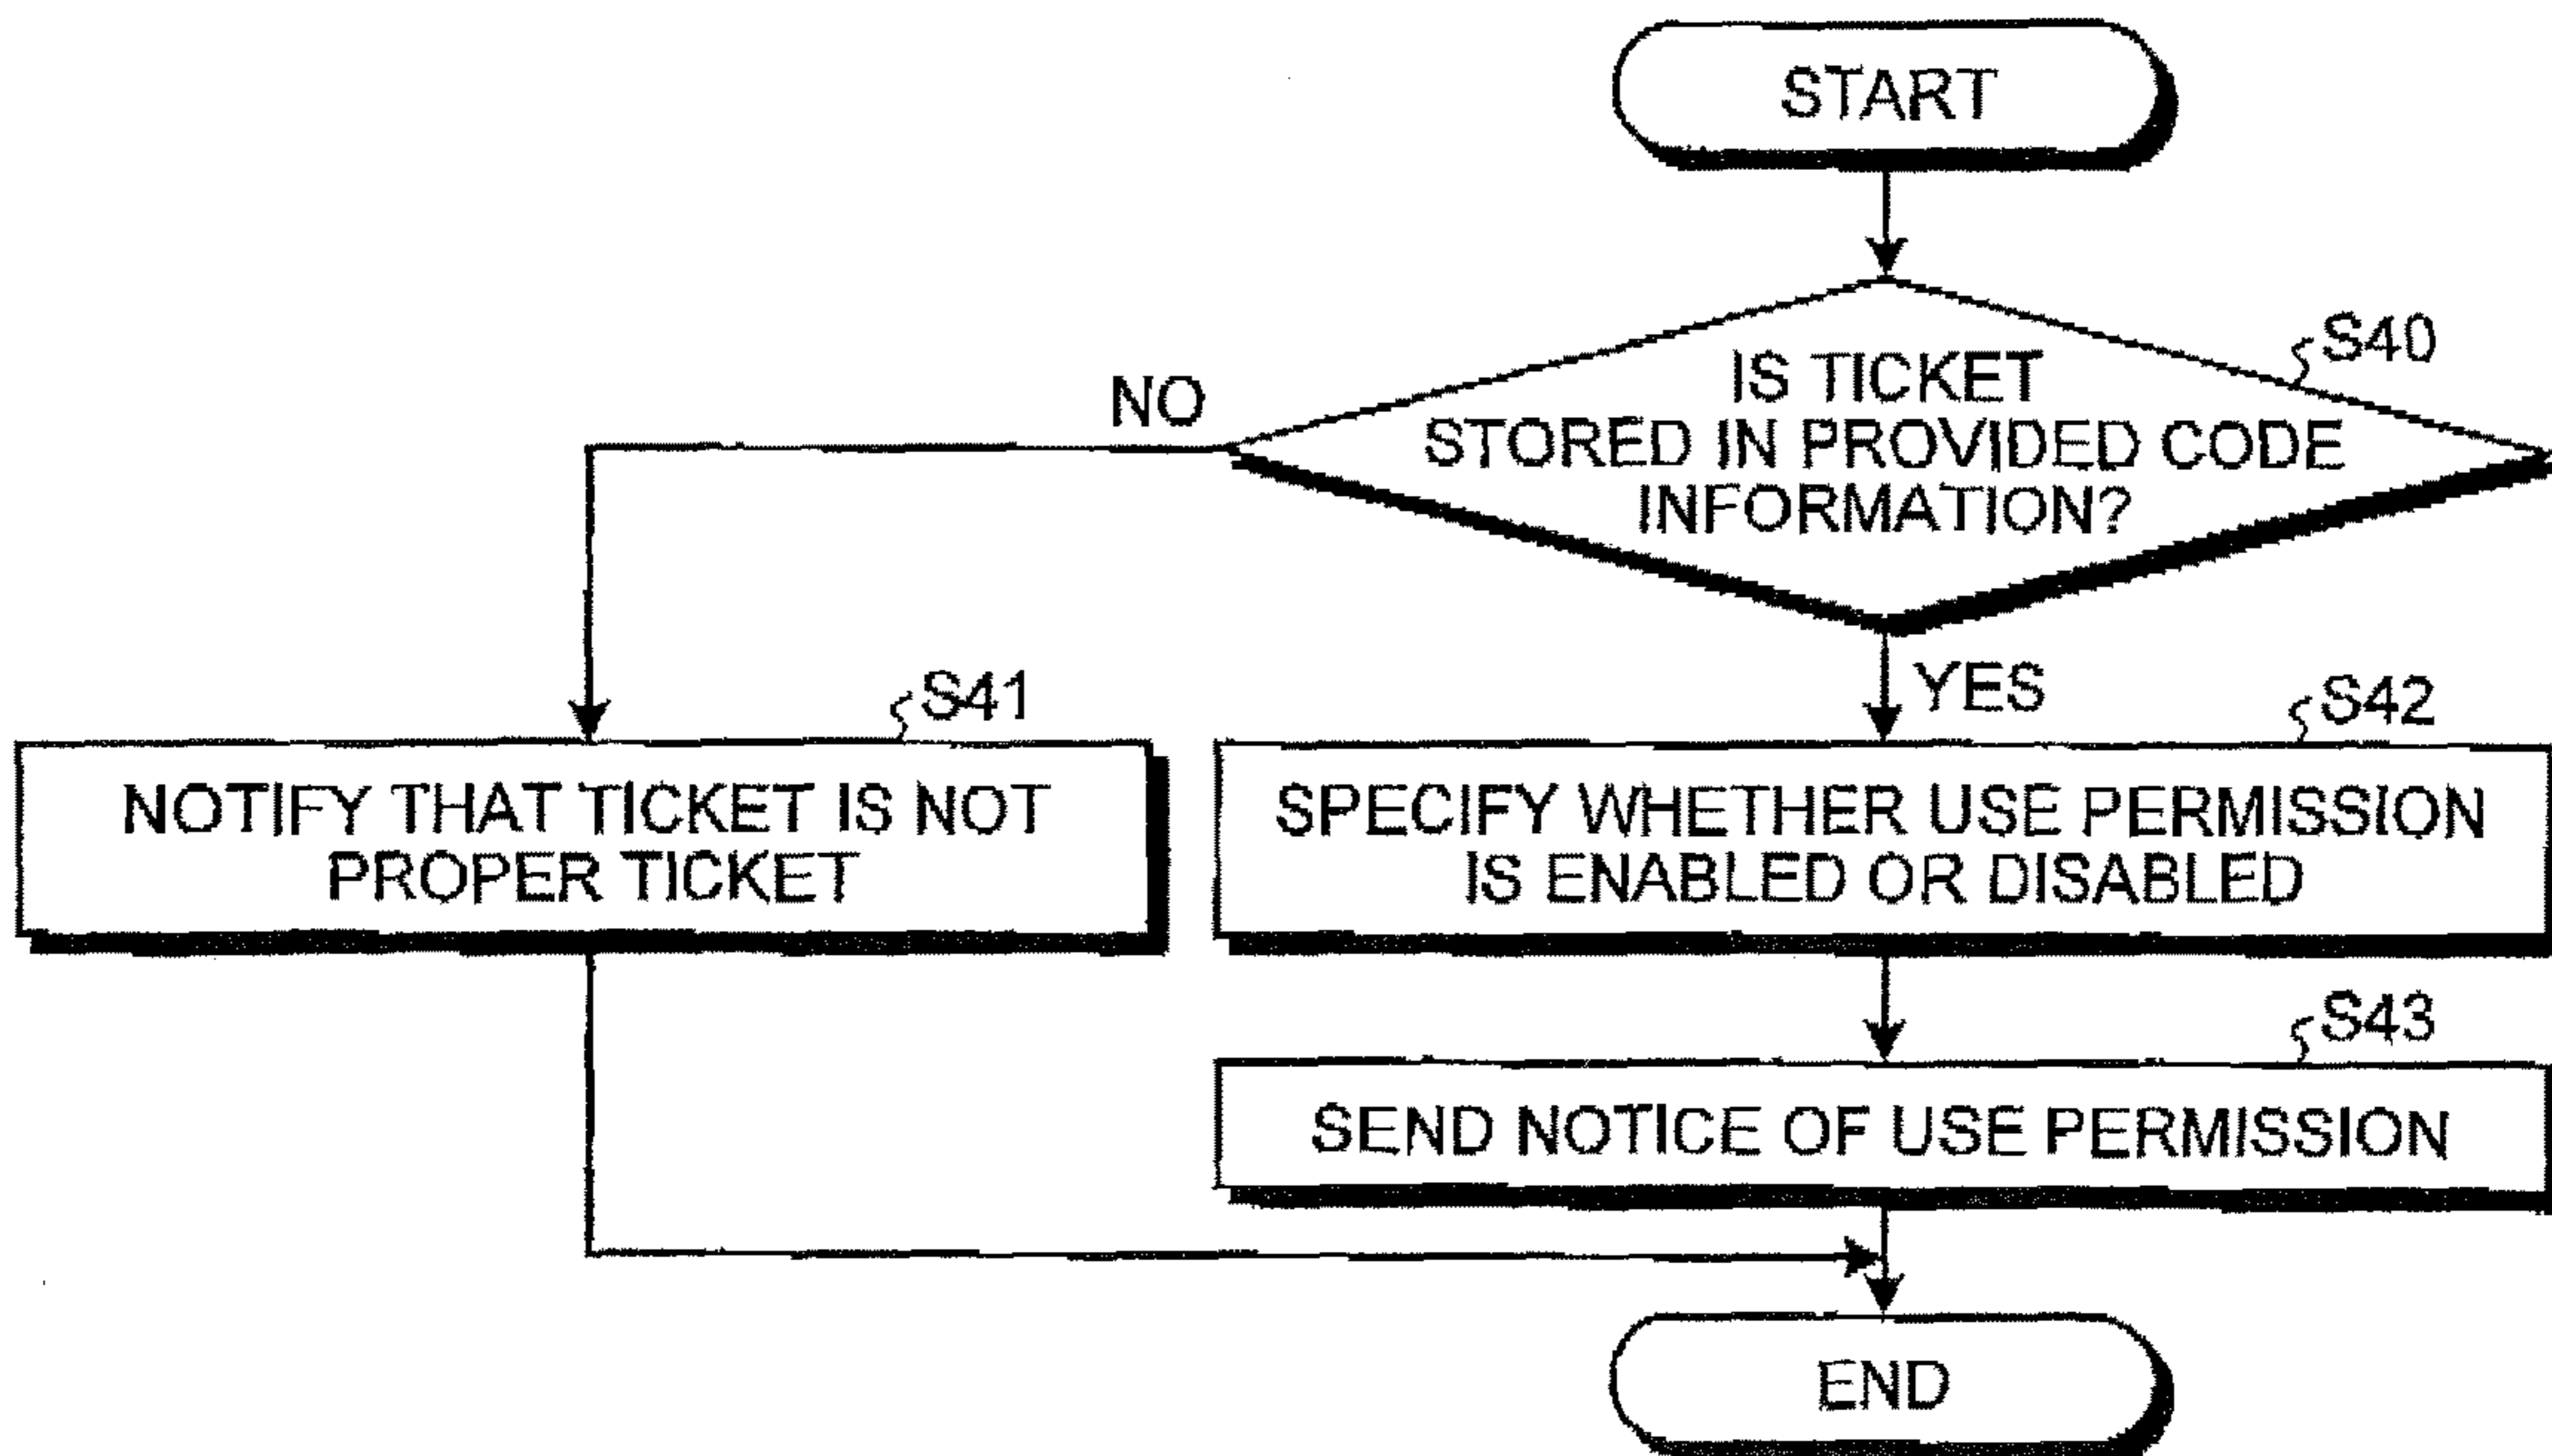 START
S40
IS TICKET
STORED IN PROVIDED CODE
INFORMATION?
NO
YES
S41
NOTIFY THAT TICKET IS NOT
PROPER TICKET
S42
SPECIFY WHETHER USE PERMISSION
IS ENABLED OR DISABLED
S43
SEND NOTICE OF USE PERMISSION
END